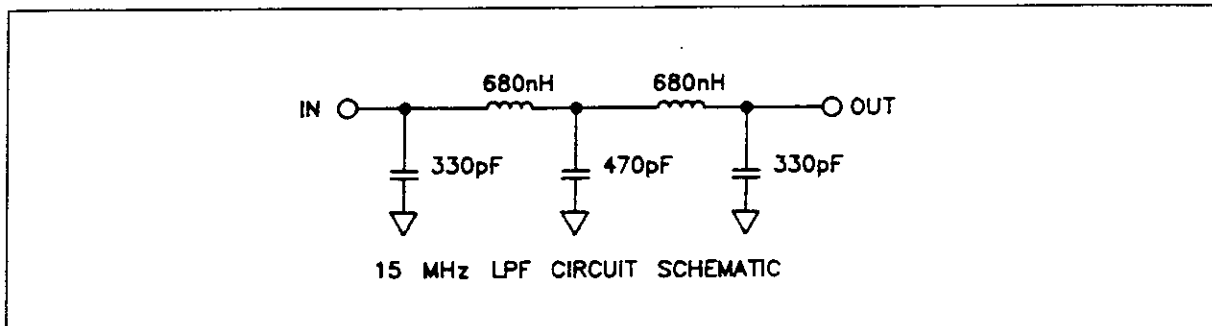 680nH 680nH
IN OUT
330pF 470pF 330pF
15 MHz LPF CIRCUIT SCHEMATIC